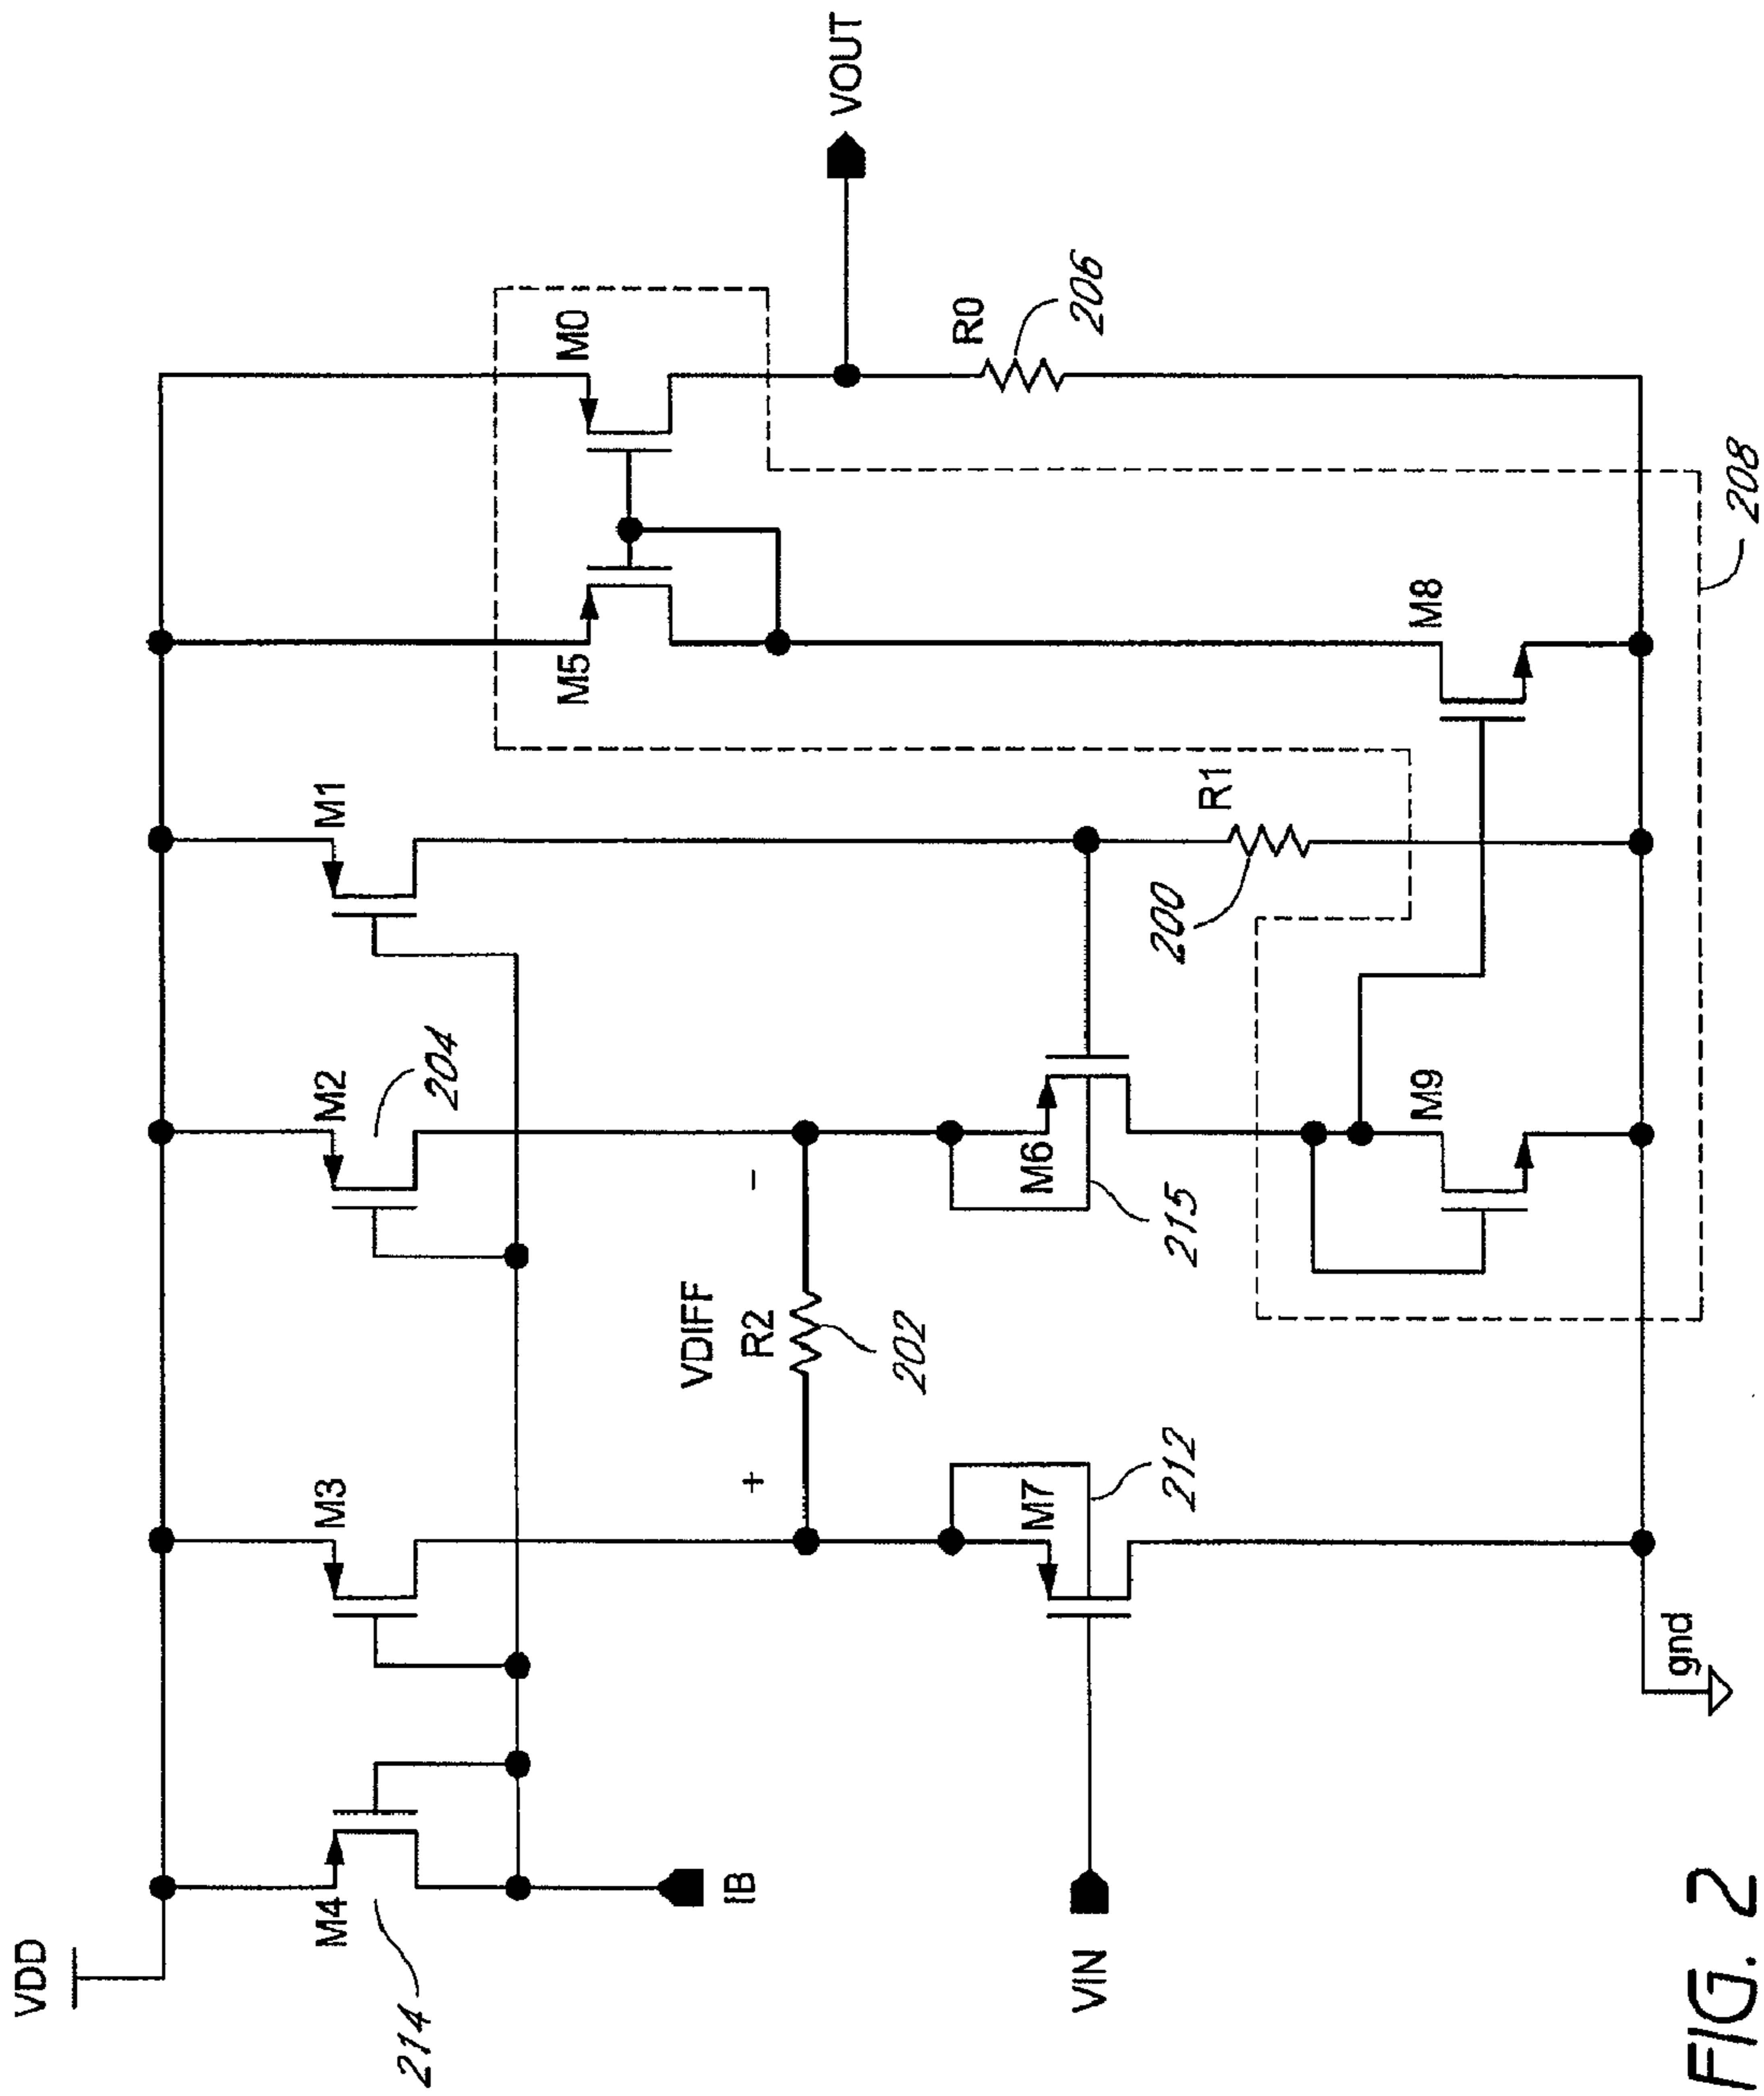 VDD
M4
214
IB
M3
M2
204
M1
M5
M0
VOUT
VDIFF
+
R2
-
202
R0
206
VIN
M7
212
M6
215
R1
200
M9
M8
208
gnd
FIG. 2